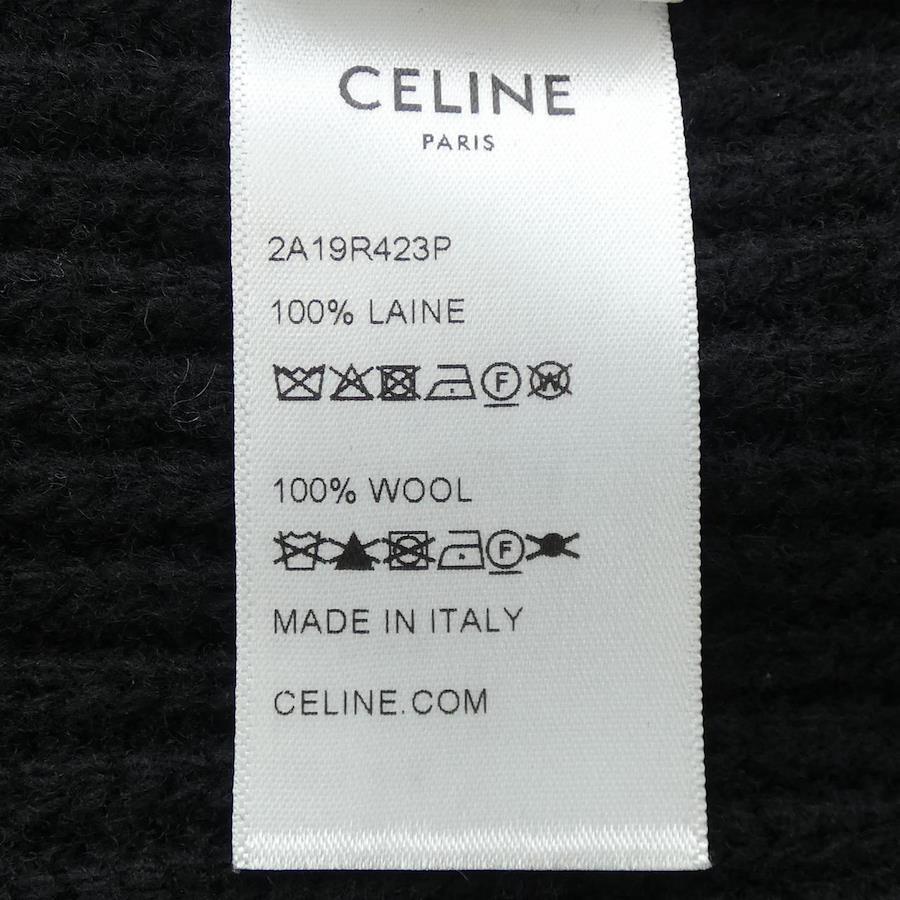 CELINE
PARIS
2A19R423P
100% LAINE
F W
100% WOOL
F
MADE IN ITALY
CELINE.COM